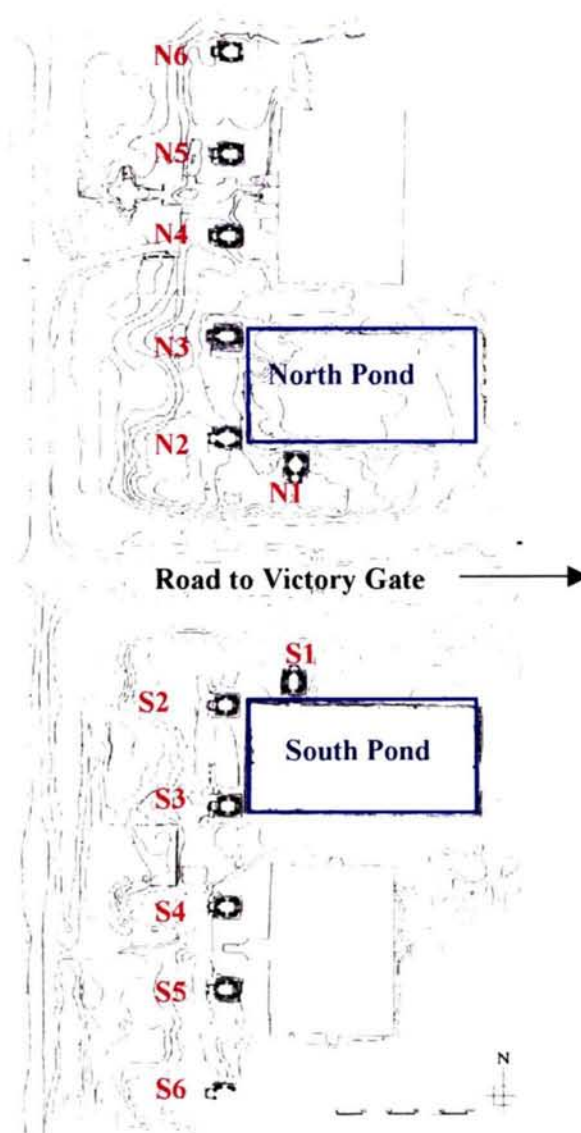 N6
N5
N4
N3
North Pond
N2
N1
Road to Victory Gate
S1
S2
South Pond
S3
S4
S5
S6
N